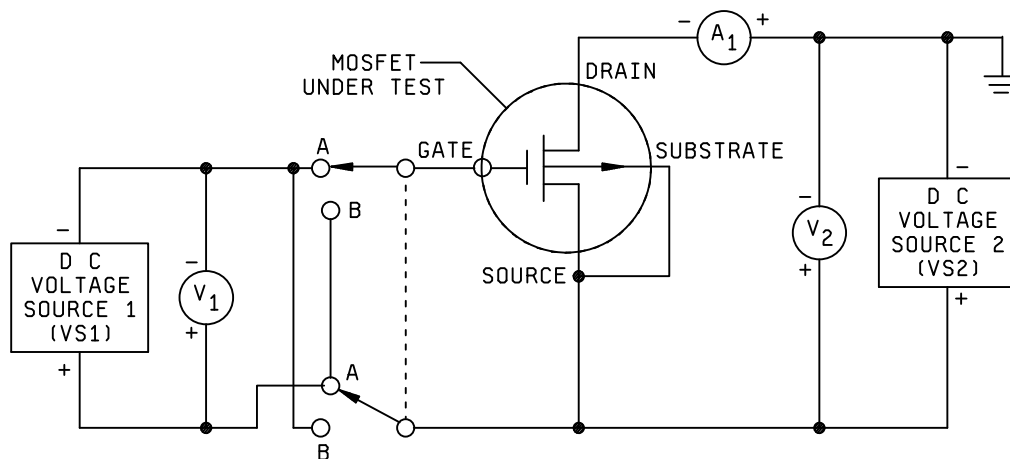 - A1 +
MOSFET
UNDER TEST
DRAIN
A
GATE
SUBSTRATE
-
B
-
D C
VOLTAGE
SOURCE 1
(VS1)
+
-
V1
+
SOURCE
-
V2
+
-
D C
VOLTAGE
SOURCE 2
(VS2)
+
A
B